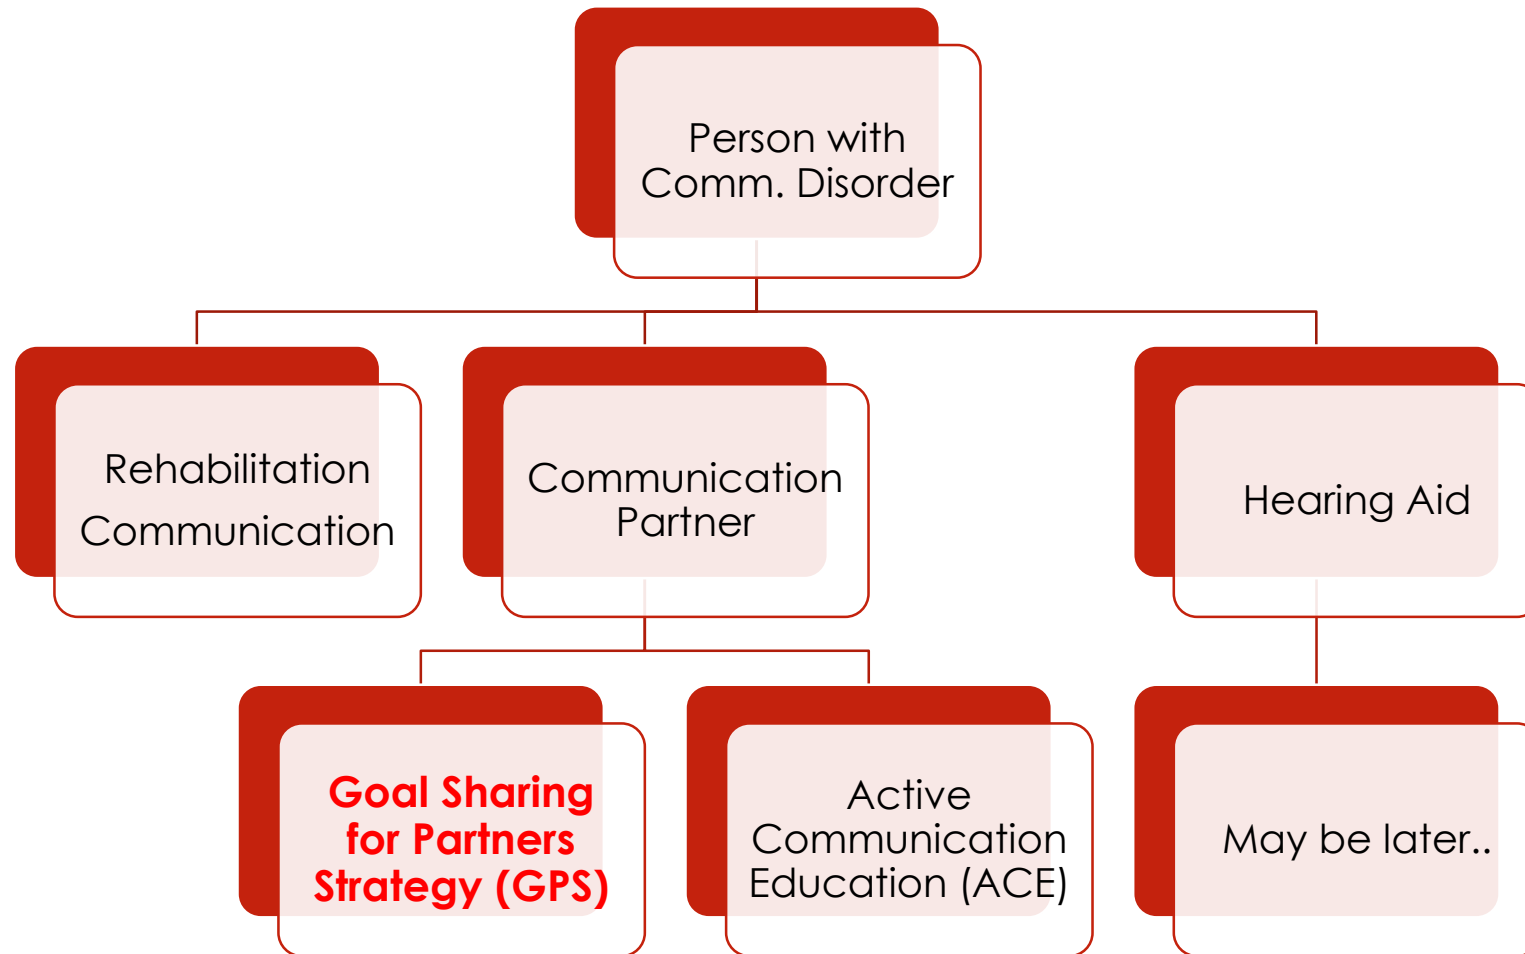 Person with
Comm. Disorder
Rehabilitation
Communication
Communication
Partner
Hearing Aid
Goal Sharing
for Partners
Strategy (GPS)
Active
Communication
Education (ACE)
May be later..